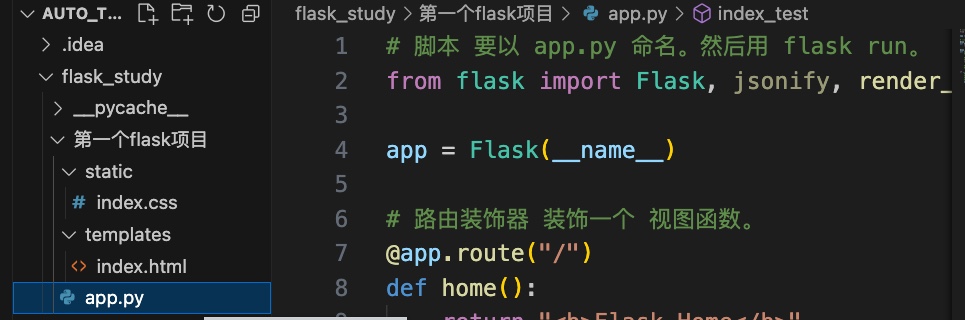 AUTO_T...
.idea
flask_study
__pycache__
第一个flask项目
static
# index.css
templates
<> index.html
app.py
flask_study > 第一个flask项目 > app.py > index_test
1 # 脚本 要以 app.py 命名。然后用 flask run。
2 from flask import Flask, jsonify, render_
3
4 app = Flask(__name__)
5
6 # 路由装饰器 装饰一个 视图函数。
7 @app.route("/")
8 def home():
9 return "<h>Flask Home</h>"